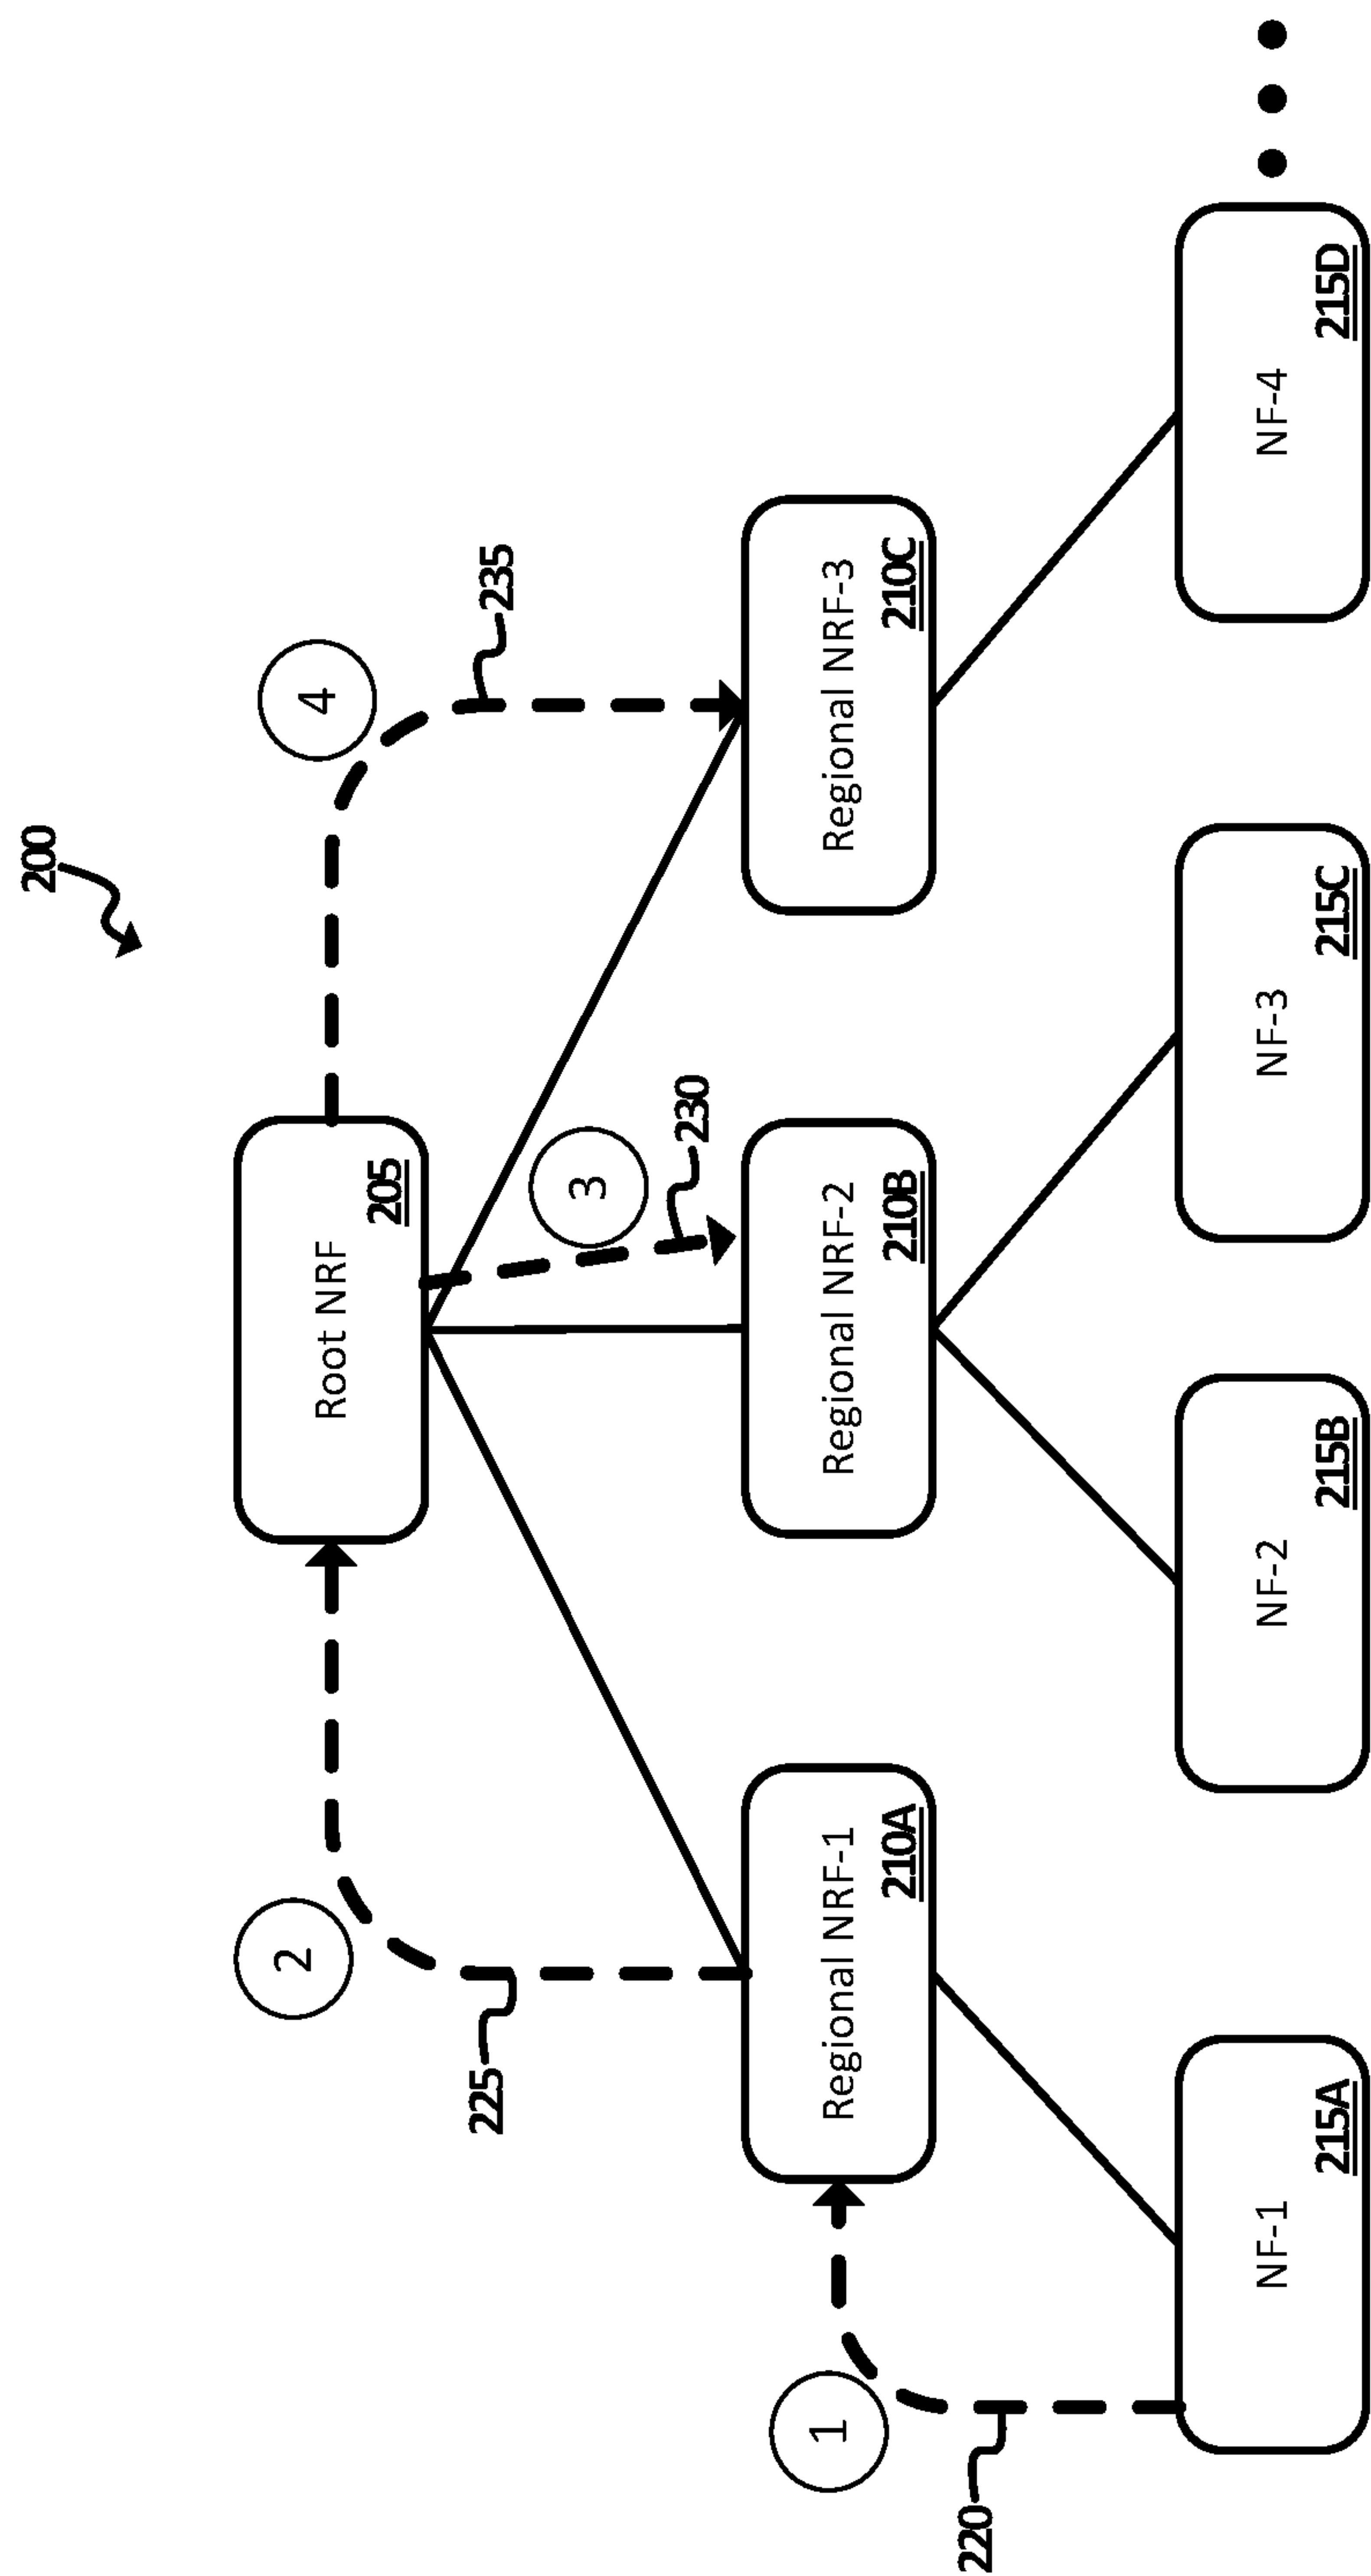 200
2
4
Root NRF
205
225
235
3
230
1
Regional NRF-1
210A
Regional NRF-2
210B
Regional NRF-3
210C
220
NF-1
215A
NF-2
215B
NF-3
215C
NF-4
215D